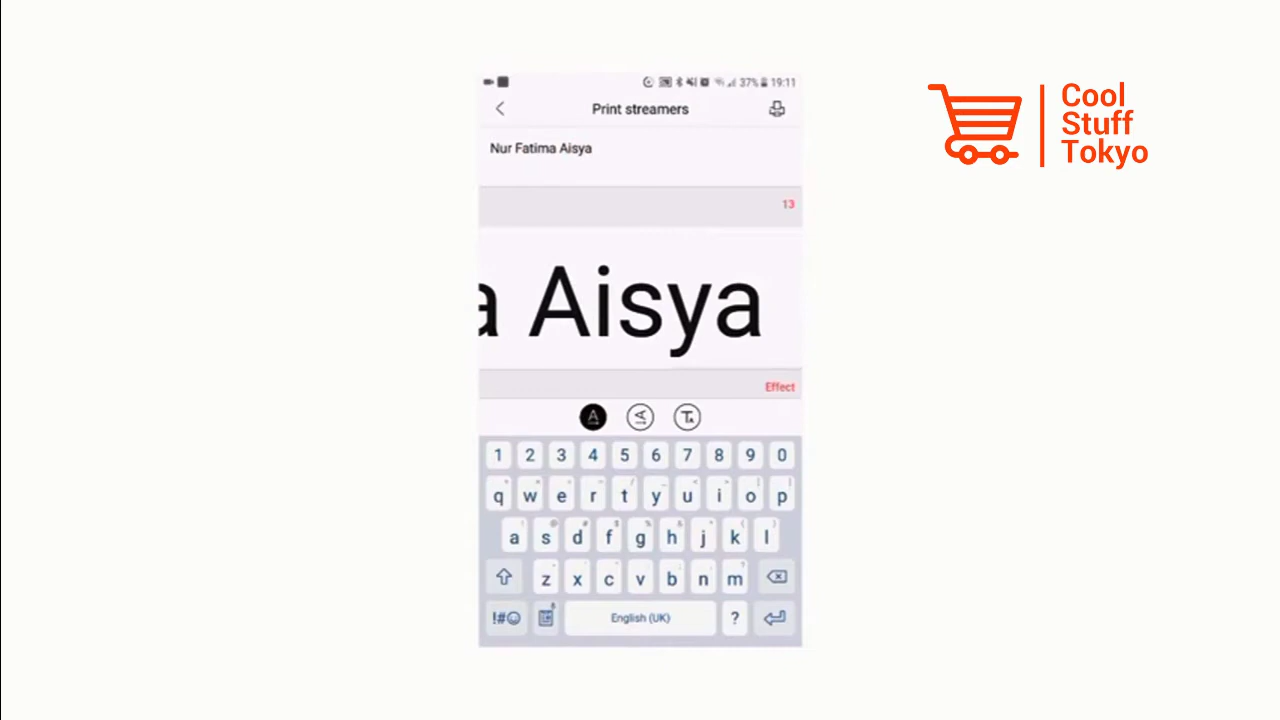 37% 19:11
Print streamers
Nur Fatima Aisya
13
a Aisya
Effect
A A TA
1 2 3 4 5 6 7 8 9 0
q w e r t y u i o p
a s d f g h j k l
z x c v b n m
!#☺ English (UK) ?
Cool
Stuff
Tokyo